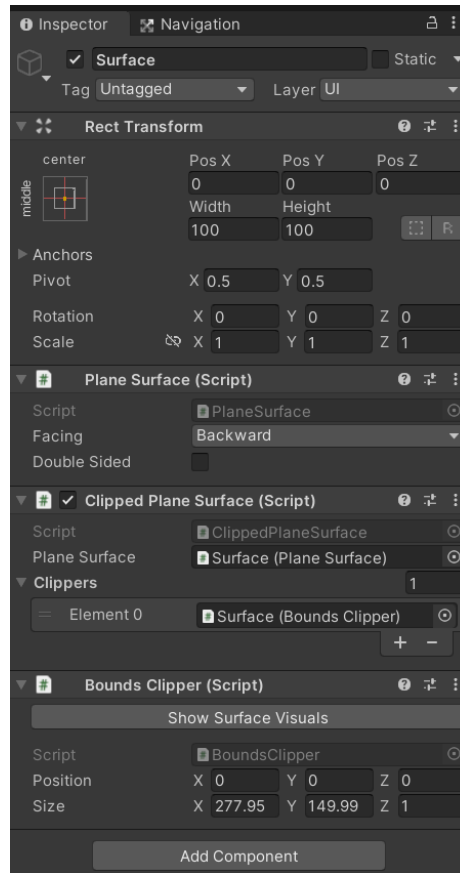 Inspector Navigation
Surface Static
Tag Untagged Layer UI
Rect Transform
center Pos X Pos Y Pos Z
middle 0 0 0
Width Height
100 100 R
Anchors
Pivot X 0.5 Y 0.5
Rotation X 0 Y 0 Z 0
Scale X 1 Y 1 Z 1
# Plane Surface (Script)
Script # PlaneSurface
Facing Backward
Double Sided
# Clipped Plane Surface (Script)
Script # ClippedPlaneSurface
Plane Surface # Surface (Plane Surface)
Clippers 1
= Element 0 # Surface (Bounds Clipper)
+ −
# Bounds Clipper (Script)
Show Surface Visuals
Script # BoundsClipper
Position X 0 Y 0 Z 0
Size X 277.95 Y 149.99 Z 1
Add Component